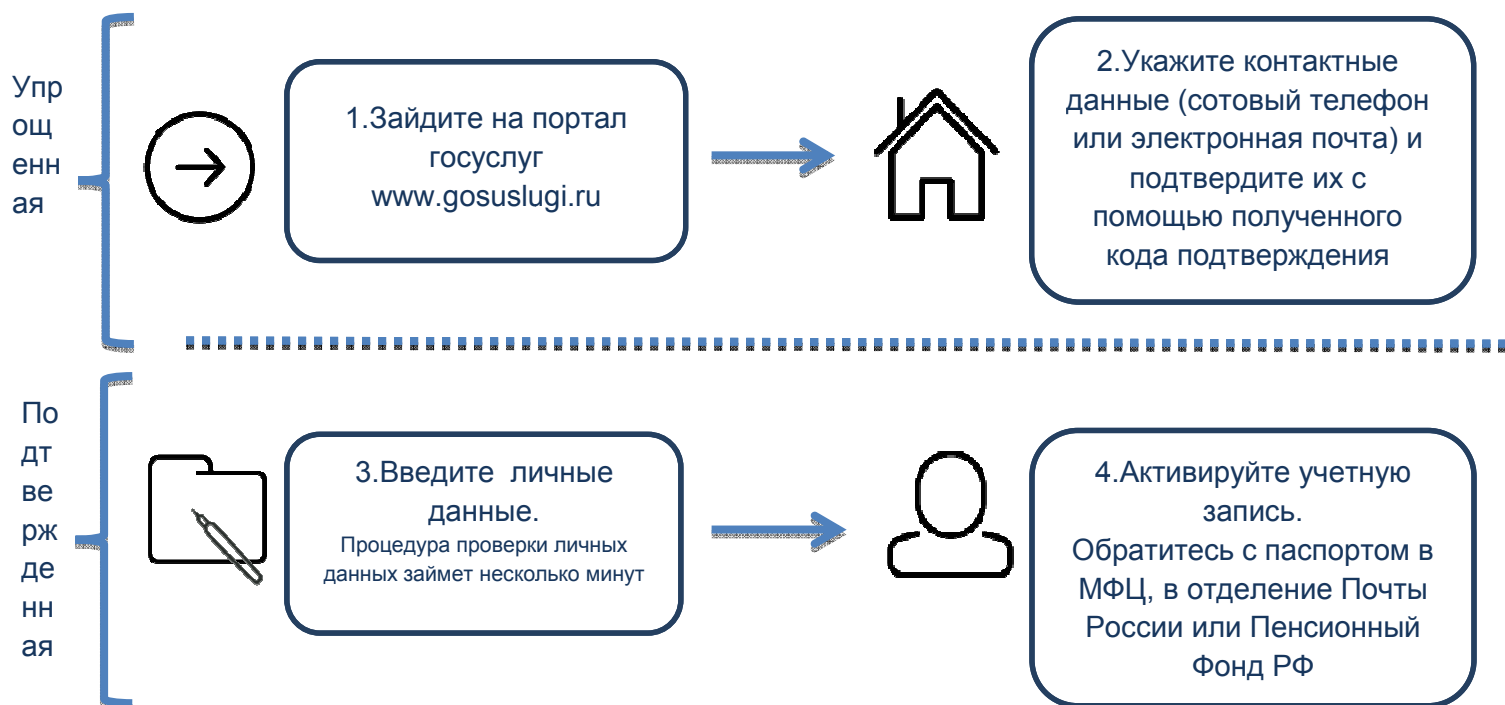 Упр
ощ
енн
ая
1.Зайдите на портал
госуслуг
www.gosuslugi.ru
2.Укажите контактные
данные (сотовый телефон
или электронная почта) и
подтвердите их с
помощью полученного
кода подтверждения
По
дт
ве
рж
де
нн
ая
3.Введите личные
данные.
Процедура проверки личных
данных займет несколько минут
4.Активируйте учетную
запись.
Обратитесь с паспортом в
МФЦ, в отделение Почты
России или Пенсионный
Фонд РФ